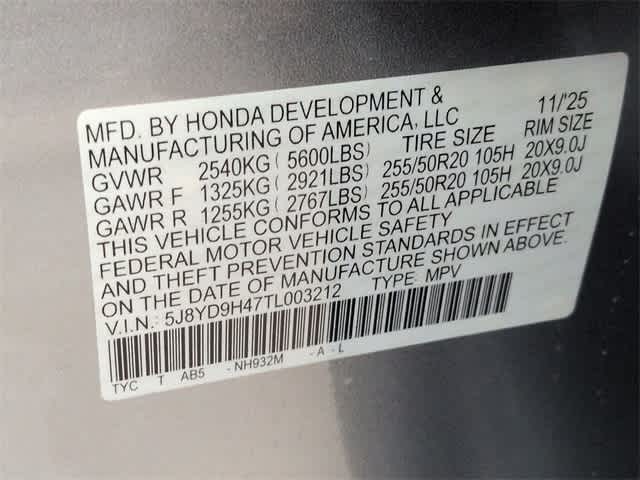 MFD. BY HONDA DEVELOPMENT & 11/'25
MANUFACTURING OF AMERICA, LLC TIRE SIZE RIM SIZE
GVWR 2540KG ( 5600LBS)
GAWR F 1325KG ( 2921LBS) 255/50R20 105H 20X9.0J
GAWR R 1255KG ( 2767LBS) 255/50R20 105H 20X9.0J
THIS VEHICLE CONFORMS TO ALL APPLICABLE
FEDERAL MOTOR VEHICLE SAFETY
AND THEFT PREVENTION STANDARDS IN EFFECT
ON THE DATE OF MANUFACTURE SHOWN ABOVE.
V.I.N.: 5J8YD9H47TL003212 TYPE: MPV
TYC T AB5 - NH932M - A - L